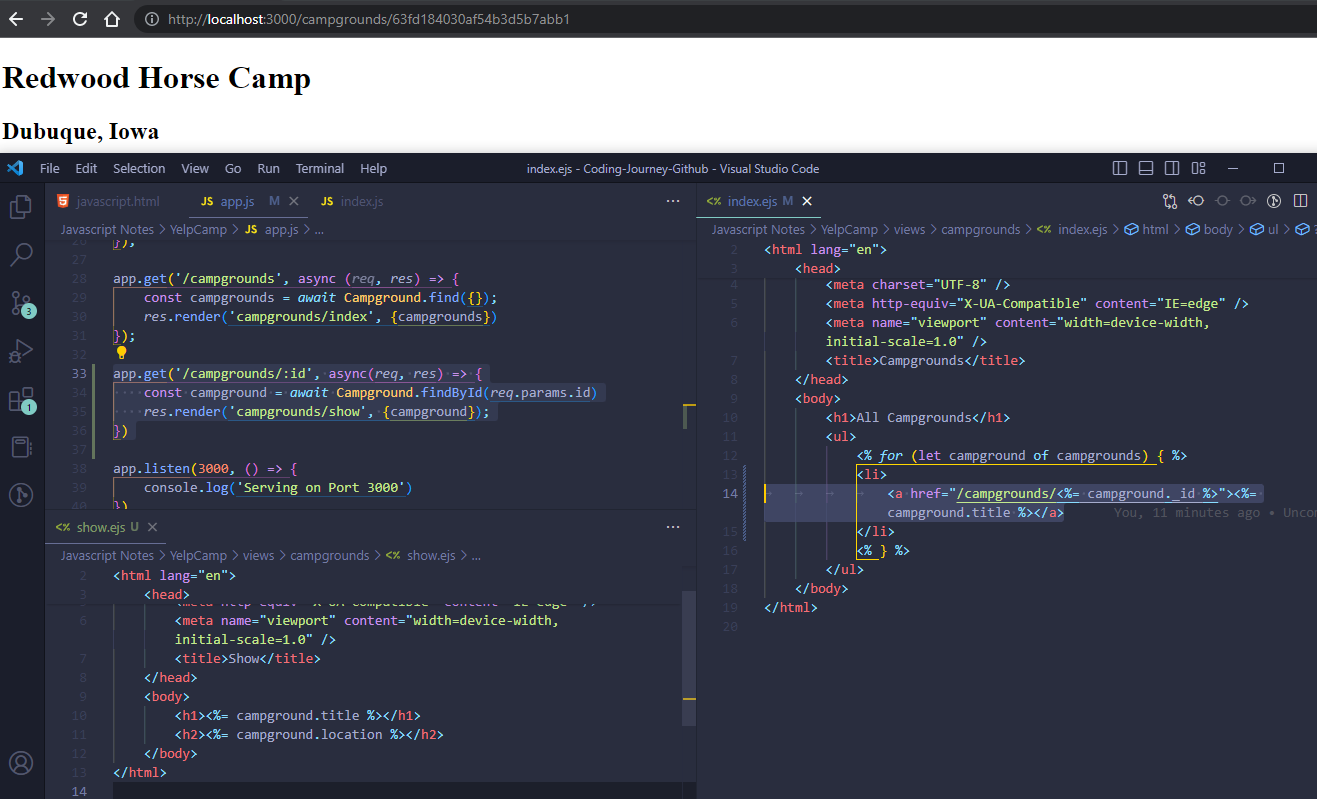 http://localhost:3000/campgrounds/63fd184030af54b3d5b7abb1
Redwood Horse Camp
Dubuque, Iowa
File Edit Selection View Go Run Terminal Help
index.ejs - Coding-Journey-Github - Visual Studio Code
javascript.html
JS app.js M
JS index.js
...
Javascript Notes > YelpCamp > JS app.js > ...
26 });
27
28 app.get('/campgrounds', async (req, res) => {
29 const campgrounds = await Campground.find({});
30 res.render('campgrounds/index', {campgrounds})
31 });
32
33 app.get('/campgrounds/:id', async(req, res) => {
34 const campground = await Campground.findById(req.params.id)
35 res.render('campgrounds/show', {campground});
36 })
37
38 app.listen(3000, () => {
39 console.log('Serving on Port 3000')
40 })
3
1
<%> show.ejs U
...
Javascript Notes > YelpCamp > views > campgrounds > <%> show.ejs > ...
2 <html lang="en">
3 <head>
<meta http-equiv="X-UA-Compatible" content="IE=edge" />
6 <meta name="viewport" content="width=device-width,
initial-scale=1.0" />
7 <title>Show</title>
8 </head>
9 <body>
10 <h1><%= campground.title %></h1>
11 <h2><%= campground.location %></h2>
12 </body>
13 </html>
14
<%> index.ejs M
Javascript Notes > YelpCamp > views > campgrounds > <%> index.ejs > html > body > ul >
2 <html lang="en">
3 <head>
4 <meta charset="UTF-8" />
5 <meta http-equiv="X-UA-Compatible" content="IE=edge" />
6 <meta name="viewport" content="width=device-width,
initial-scale=1.0" />
7 <title>Campgrounds</title>
8 </head>
9 <body>
10 <h1>All Campgrounds</h1>
11 <ul>
12 <% for (let campground of campgrounds) { %>
13 <li>
14 <a href="/campgrounds/<%= campground._id %>"><%=
campground.title %></a> You, 11 minutes ago • Uncon
15 </li>
16 <% } %>
17 </ul>
18 </body>
19 </html>
20